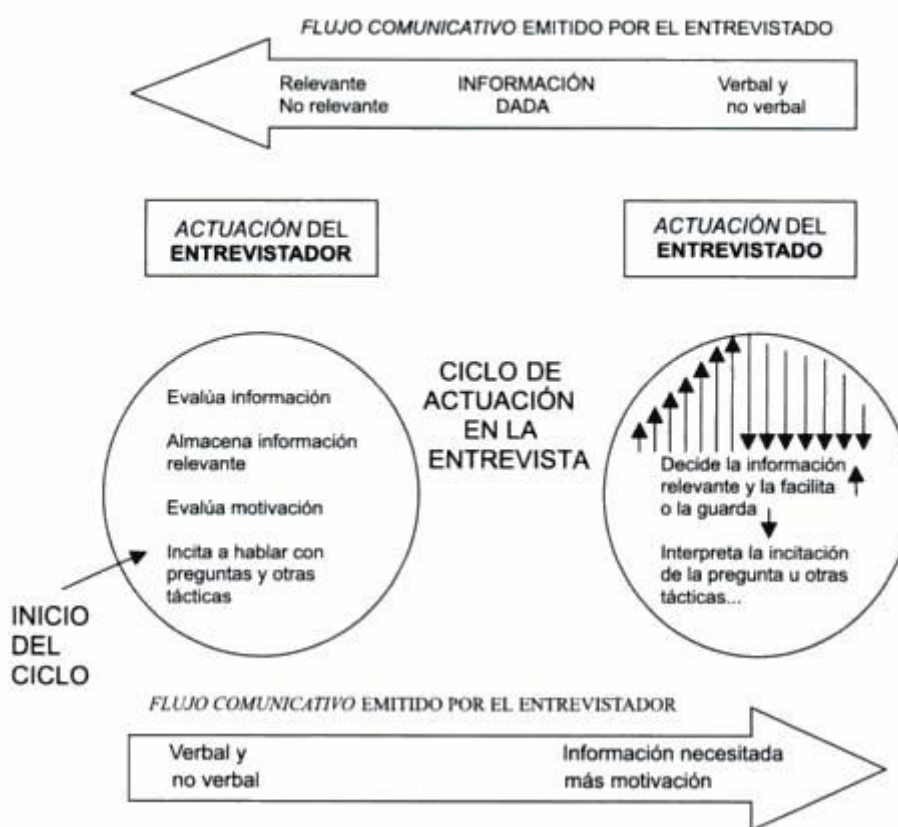 FLUJO COMUNICATIVO EMITIDO POR EL ENTREVISTADO
Relevante
No relevante
INFORMACIÓN
DADA
Verbal y
no verbal
ACTUACIÓN DEL
ENTREVISTADOR
ACTUACIÓN DEL
ENTREVISTADO
Evalúa información
Almacena información
relevante
Evalúa motivación
Incita a hablar con
preguntas y otras
tácticas
CICLO DE
ACTUACIÓN
EN LA
ENTREVISTA
Decide la información
relevante y la facilita
o la guarda
Interpreta la incitación
de la pregunta u otras
tácticas...
INICIO
DEL
CICLO
FLUJO COMUNICATIVO EMITIDO POR EL ENTREVISTADOR
Verbal y
no verbal
Información necesitada
más motivación